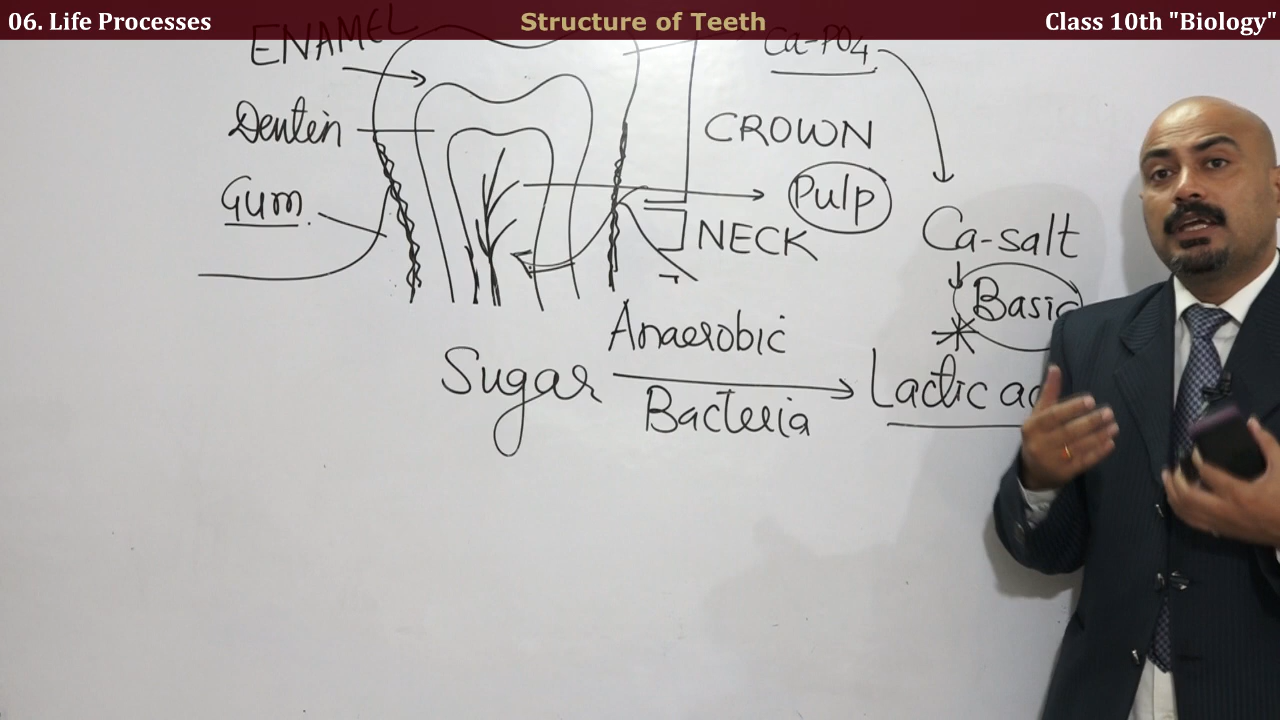 06. Life Processes
Structure of Teeth
Class 10th "Biology"
ENAMEL
Ca-PO4
Dentin
CROWN
Gum
Pulp
NECK
Ca-salt
Basic
Anaerobic
Sugar
Bacteria
Lactic ac